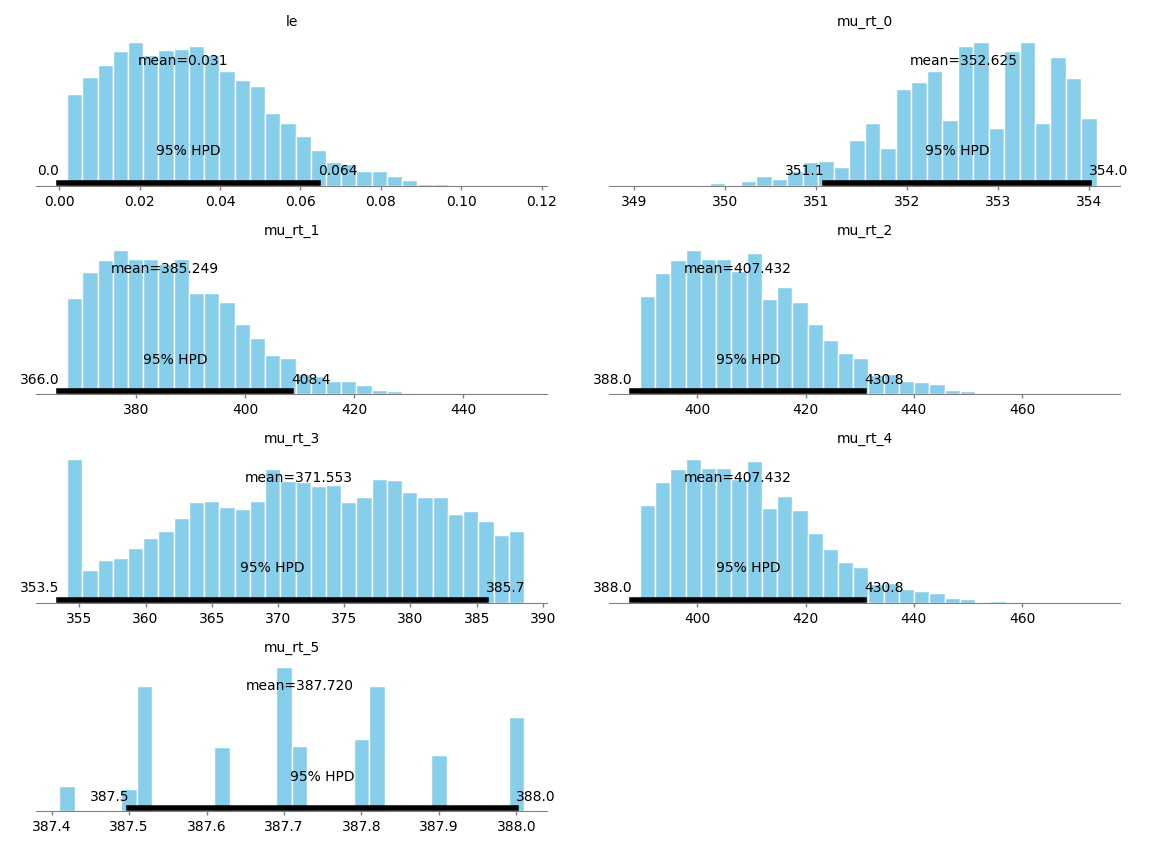 le
mean=0.031
95% HPD
0.0 0.064
0.00 0.02 0.04 0.06 0.08 0.10 0.12
mu_rt_0
mean=352.625
95% HPD
351.1 354.0
349 350 351 352 353 354
mu_rt_1
mean=385.249
95% HPD
366.0 408.4
380 400 420 440
mu_rt_2
mean=407.432
95% HPD
388.0 430.8
400 420 440 460
mu_rt_3
mean=371.553
95% HPD
353.5 385.7
355 360 365 370 375 380 385 390
mu_rt_4
mean=407.432
95% HPD
388.0 430.8
400 420 440 460
mu_rt_5
mean=387.720
95% HPD
387.5 388.0
387.4 387.5 387.6 387.7 387.8 387.9 388.0